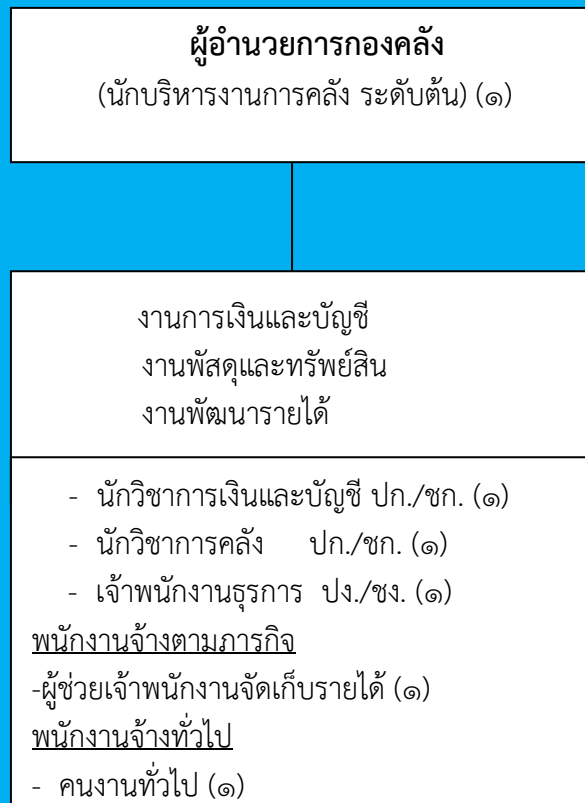 ผู้อำนวยการกองคลัง
(นักบริหารงานการคลัง ระดับต้น) (๑)
งานการเงินและบัญชี
งานพัสดุและทรัพย์สิน
งานพัฒนารายได้
- นักวิชาการเงินและบัญชี ปก./ชก. (๑)
- นักวิชาการคลัง ปก./ชก. (๑)
- เจ้าพนักงานธุรการ ปง./ชง. (๑)
พนักงานจ้างตามภารกิจ
-ผู้ช่วยเจ้าพนักงานจัดเก็บรายได้ (๑)
พนักงานจ้างทั่วไป
- คนงานทั่วไป (๑)